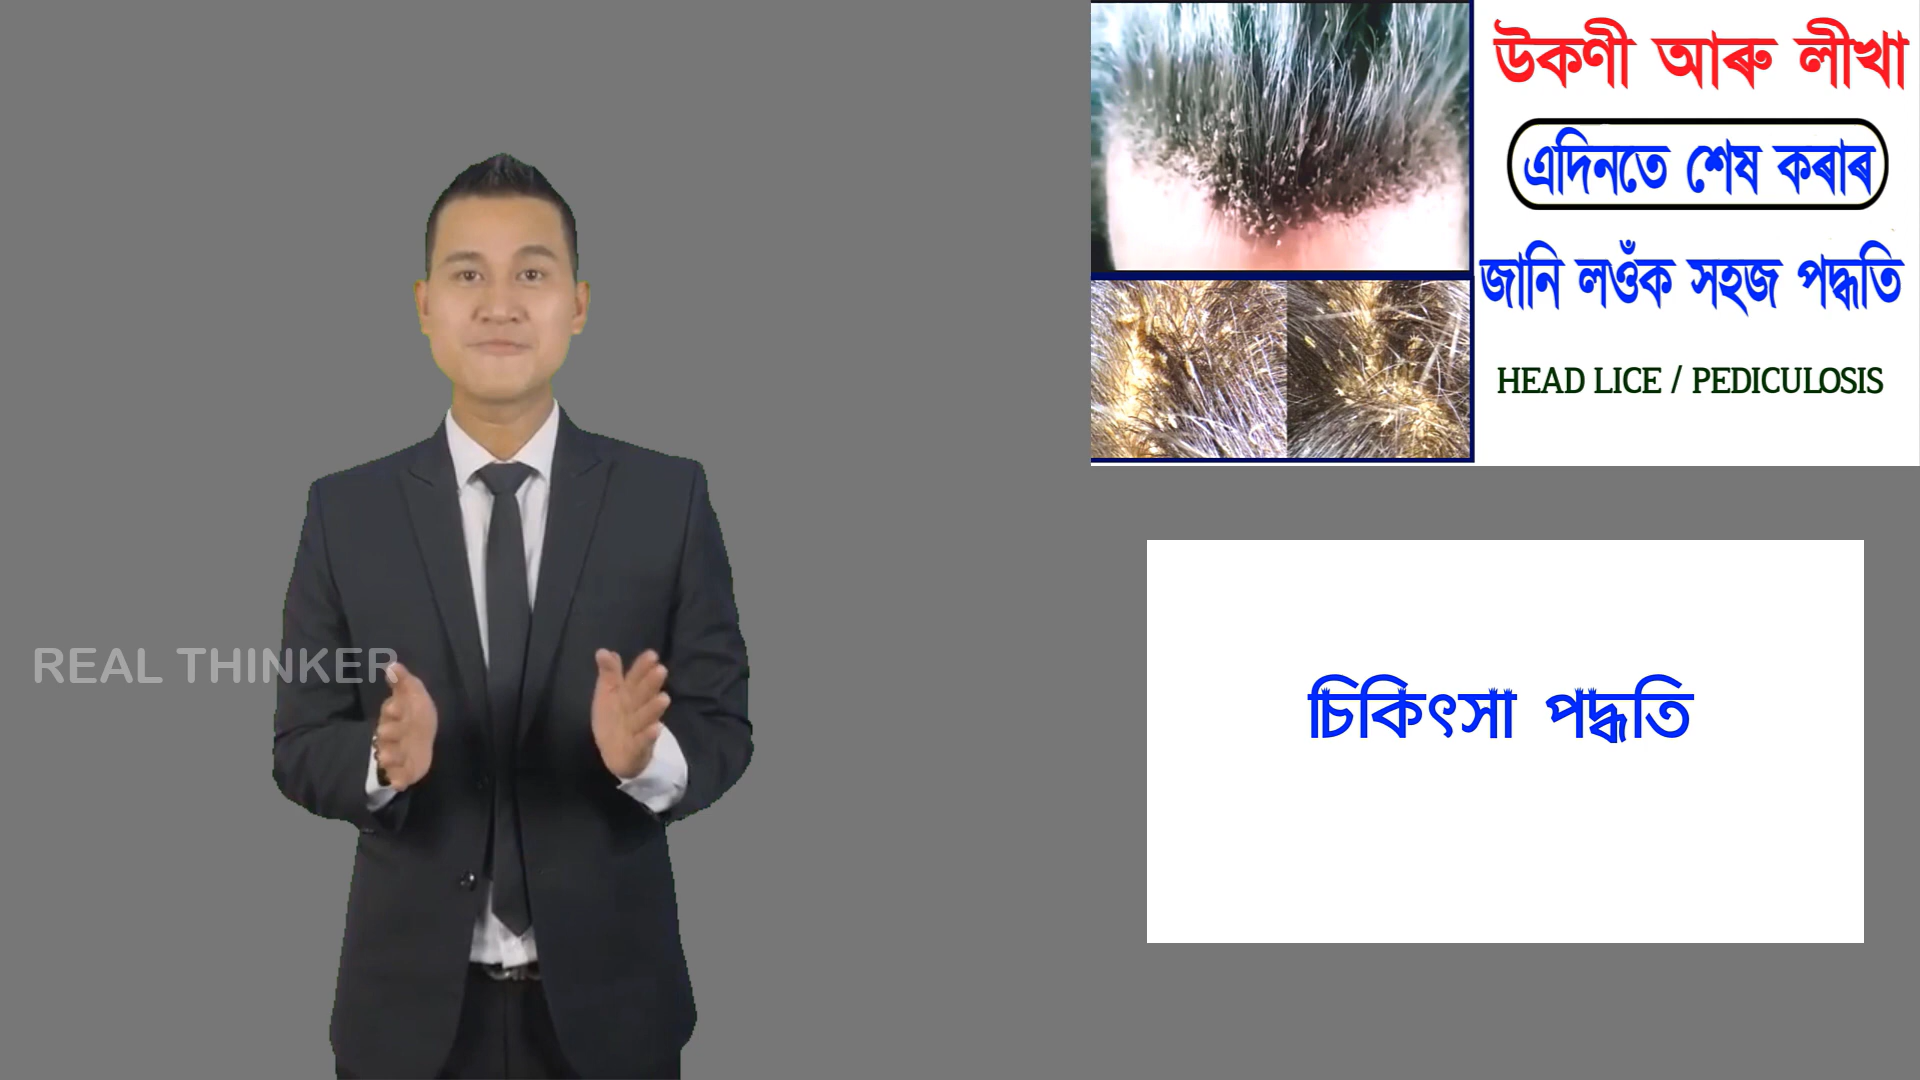 উকণী আৰু লীখা
এদিনতে শেষ কৰাৰ
জানি লওঁক সহজ পদ্ধতি
HEAD LICE / PEDICULOSIS
REAL THINKER
চিকিৎসা পদ্ধতি